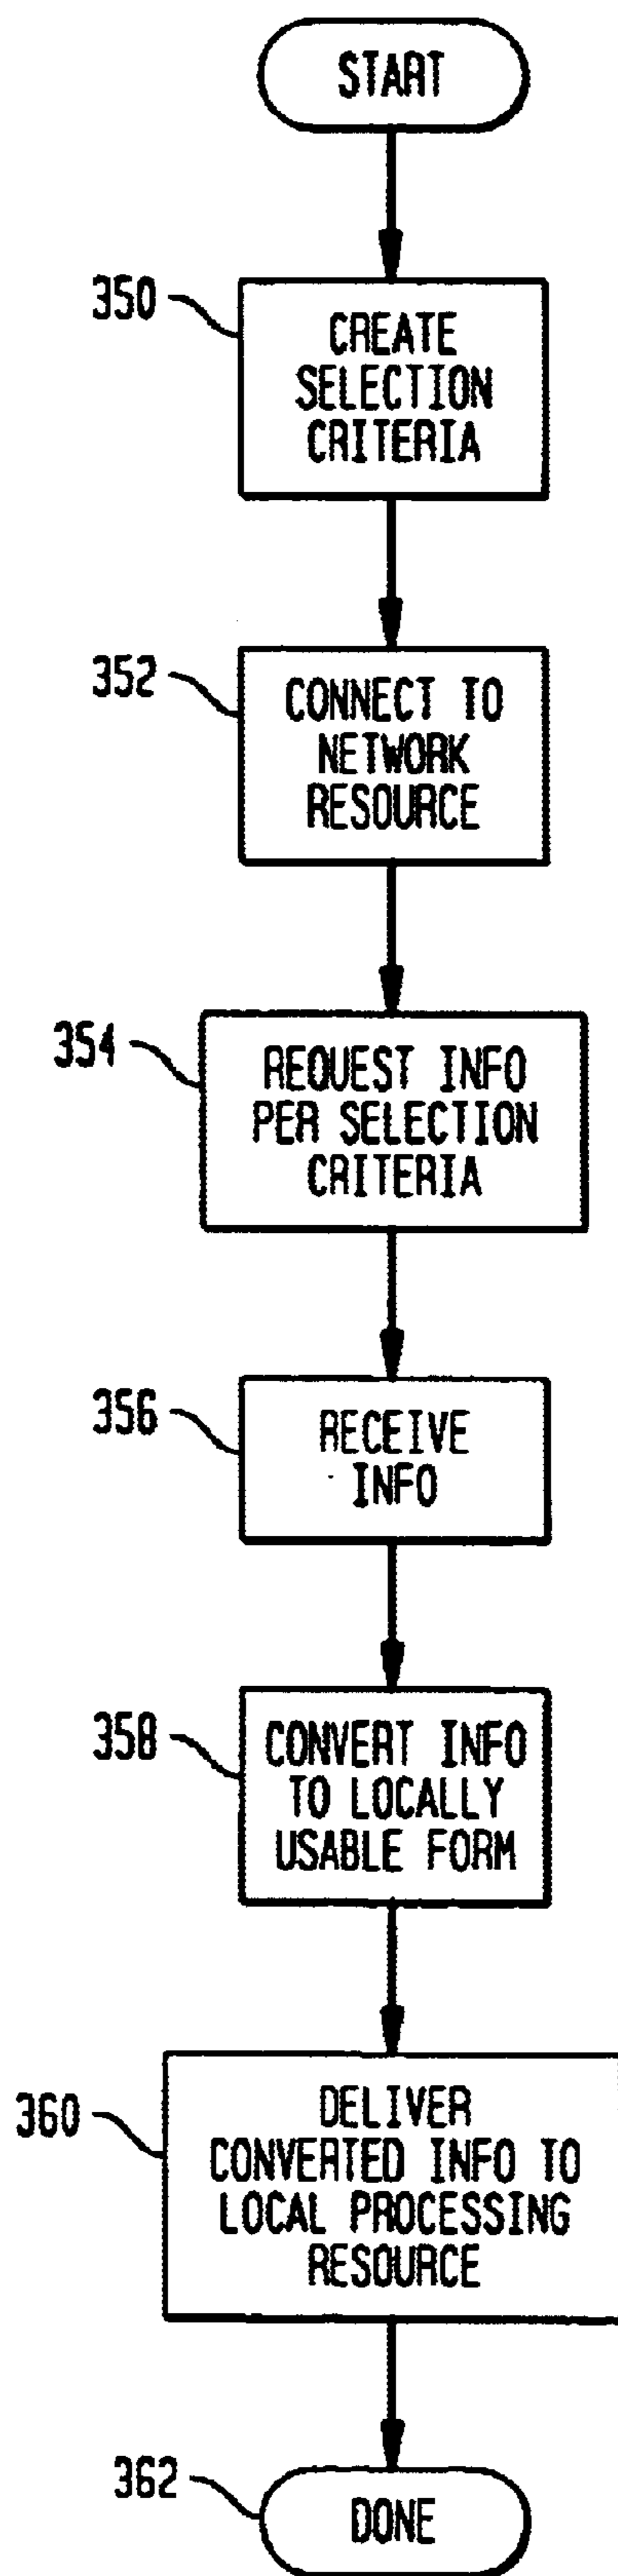 START
350
CREATE
SELECTION
CRITERIA
352
CONNECT TO
NETWORK
RESOURCE
354
REQUEST INFO
PER SELECTION
CRITERIA
356
RECEIVE
INFO
358
CONVERT INFO
TO LOCALLY
USABLE FORM
360
DELIVER
CONVERTED INFO TO
LOCAL PROCESSING
RESOURCE
362
DONE